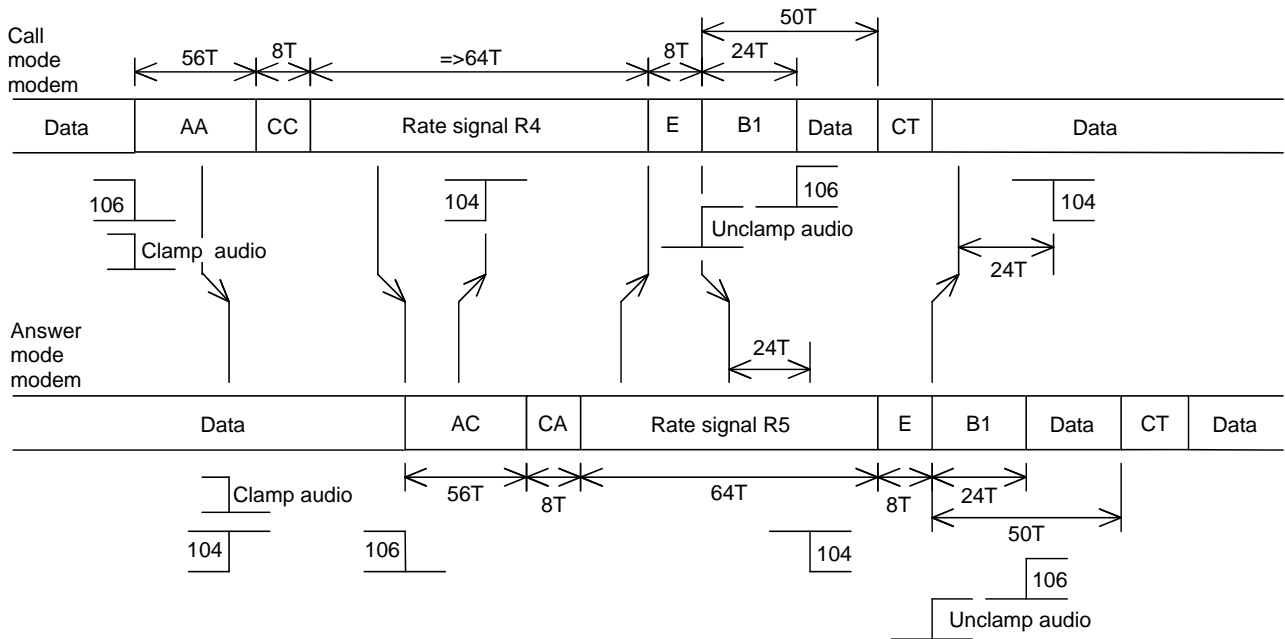 50T
Call
mode
modem
56T 8T =>64T 8T 24T
Data AA CC Rate signal R4 E B1 Data CT Data
106 104 106 104
Clamp audio Unclamp audio
24T
Answer
mode
modem
24T
Data AC CA Rate signal R5 E B1 Data CT Data
Clamp audio 56T 8T 64T 8T 24T
50T
104 106 104
106
Unclamp audio